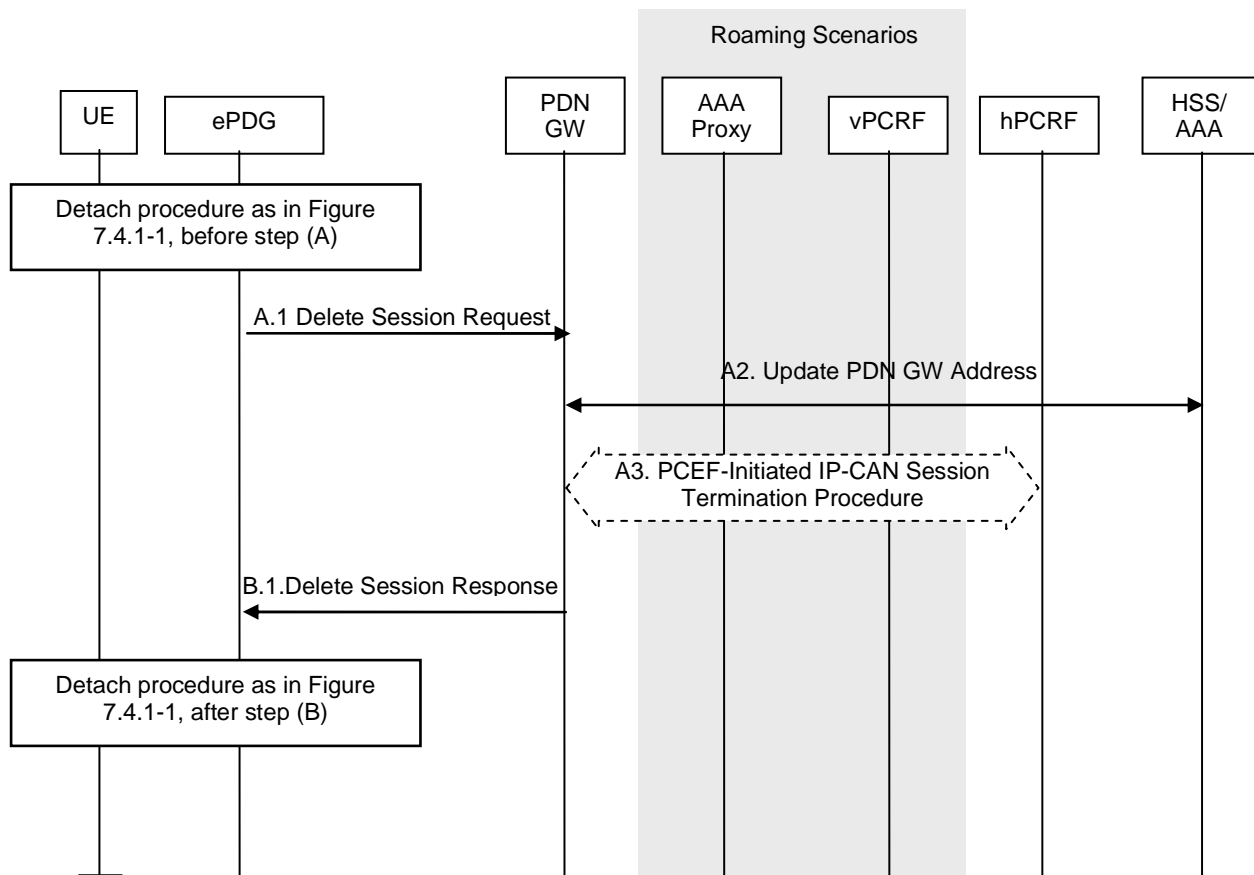 Roaming Scenarios
UE
ePDG
PDN
GW
AAA
Proxy
vPCRF
hPCRF
HSS/
AAA
Detach procedure as in Figure
7.4.1-1, before step (A)
A.1 Delete Session Request
A2. Update PDN GW Address
A3. PCEF-Initiated IP-CAN Session
Termination Procedure
B.1.Delete Session Response
Detach procedure as in Figure
7.4.1-1, after step (B)